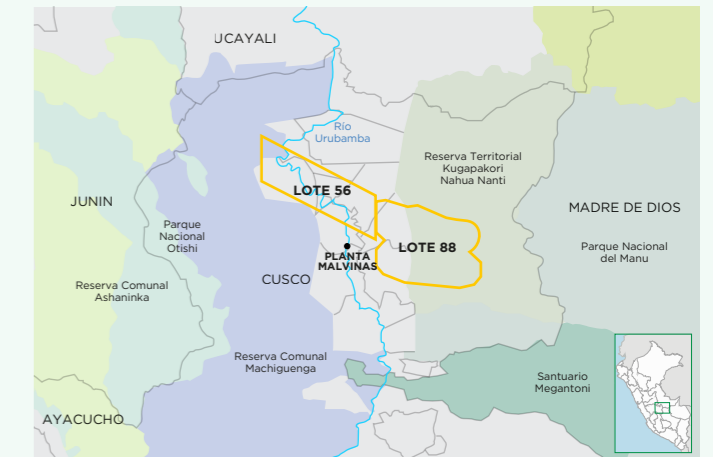 UCAYALI
Río
Urubamba
Reserva Territorial
Kugapakori
Nahua Nanti
JUNIN
LOTE 56
MADRE DE DIOS
Parque
Nacional
Otishi
LOTE 88
Parque Nacional
del Manu
PLANTA
MALVINAS
CUSCO
Reserva Comunal
Ashaninka
Reserva Comunal
Machiguenga
Santuario
Megantoni
AYACUCHO